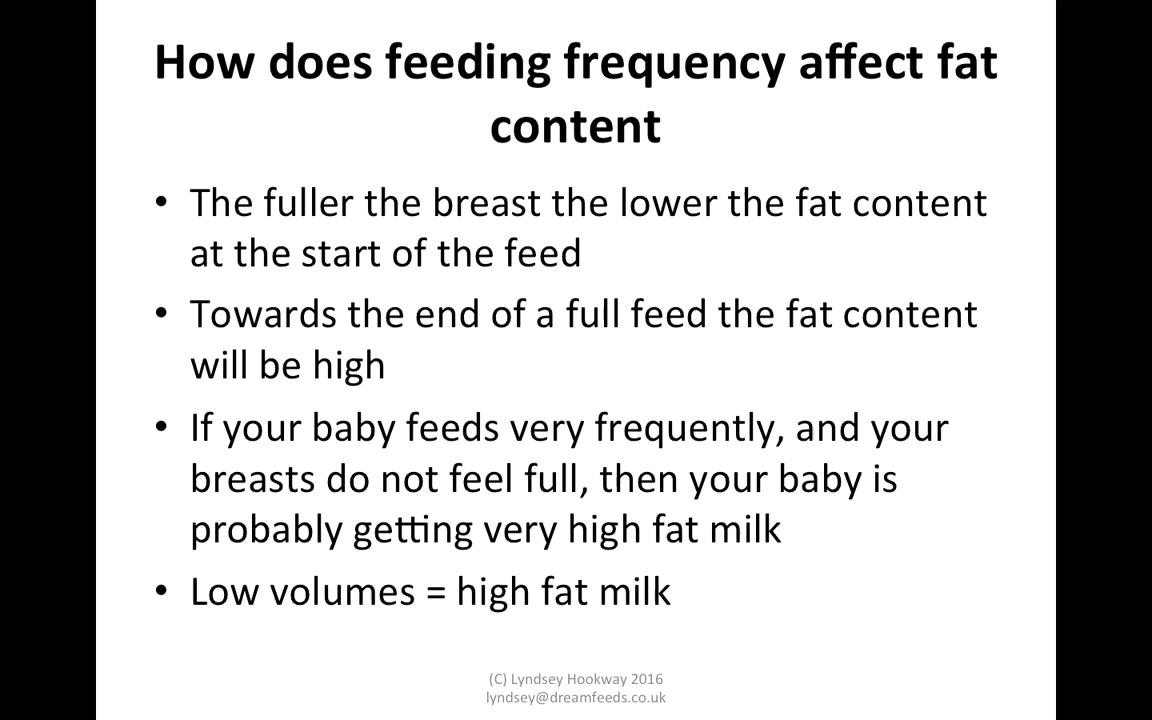 How does feeding frequency affect fat
content
• The fuller the breast the lower the fat content
at the start of the feed
• Towards the end of a full feed the fat content
will be high
• If your baby feeds very frequently, and your
breasts do not feel full, then your baby is
probably getting very high fat milk
• Low volumes = high fat milk
(C) Lyndsey Hookway 2016
lyndsey@dreamfeeds.co.uk